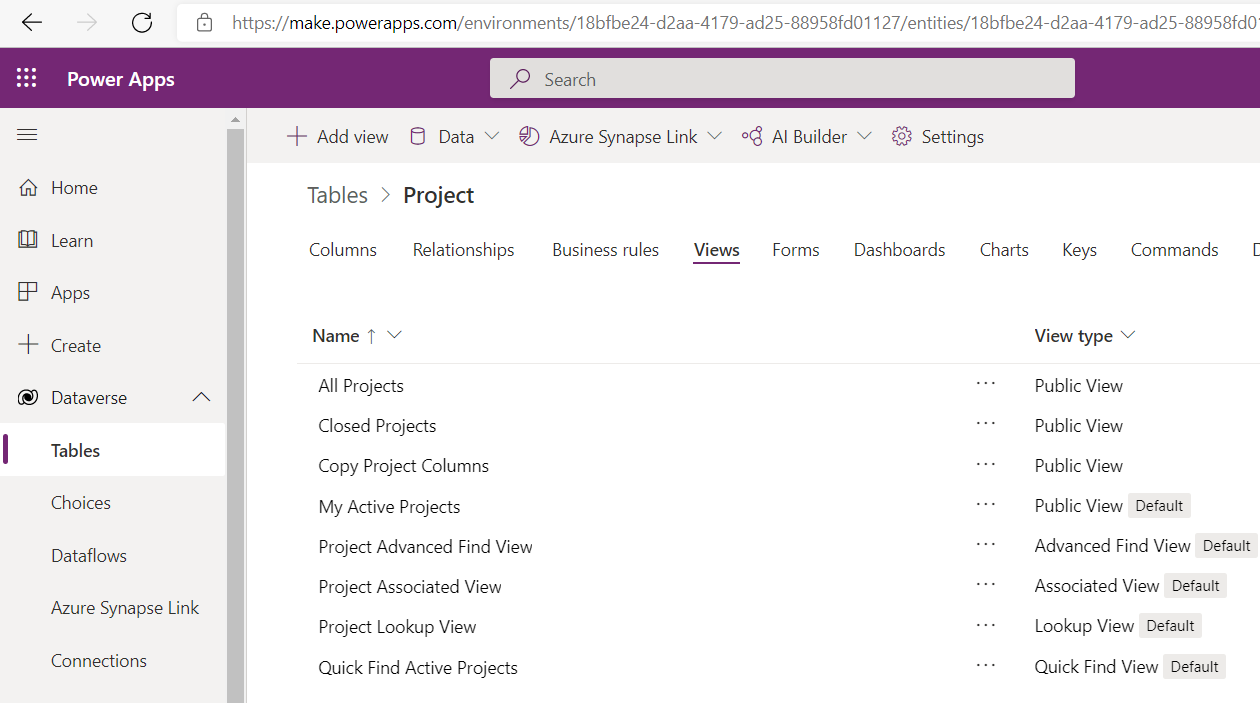 https://make.powerapps.com/environments/18bfbe24-d2aa-4179-ad25-88958fd01127/entities/18bfbe24-d2aa-4179-ad25-88958fd0
Power Apps
Search
Add view Data Azure Synapse Link AI Builder Settings
Home
Learn
Apps
Create
Dataverse
Tables
Choices
Dataflows
Azure Synapse Link
Connections
Tables > Project
Columns Relationships Business rules Views Forms Dashboards Charts Keys Commands
Name ↑ View type
All Projects ... Public View
Closed Projects ... Public View
Copy Project Columns ... Public View
My Active Projects ... Public View Default
Project Advanced Find View ... Advanced Find View Default
Project Associated View ... Associated View Default
Project Lookup View ... Lookup View Default
Quick Find Active Projects ... Quick Find View Default